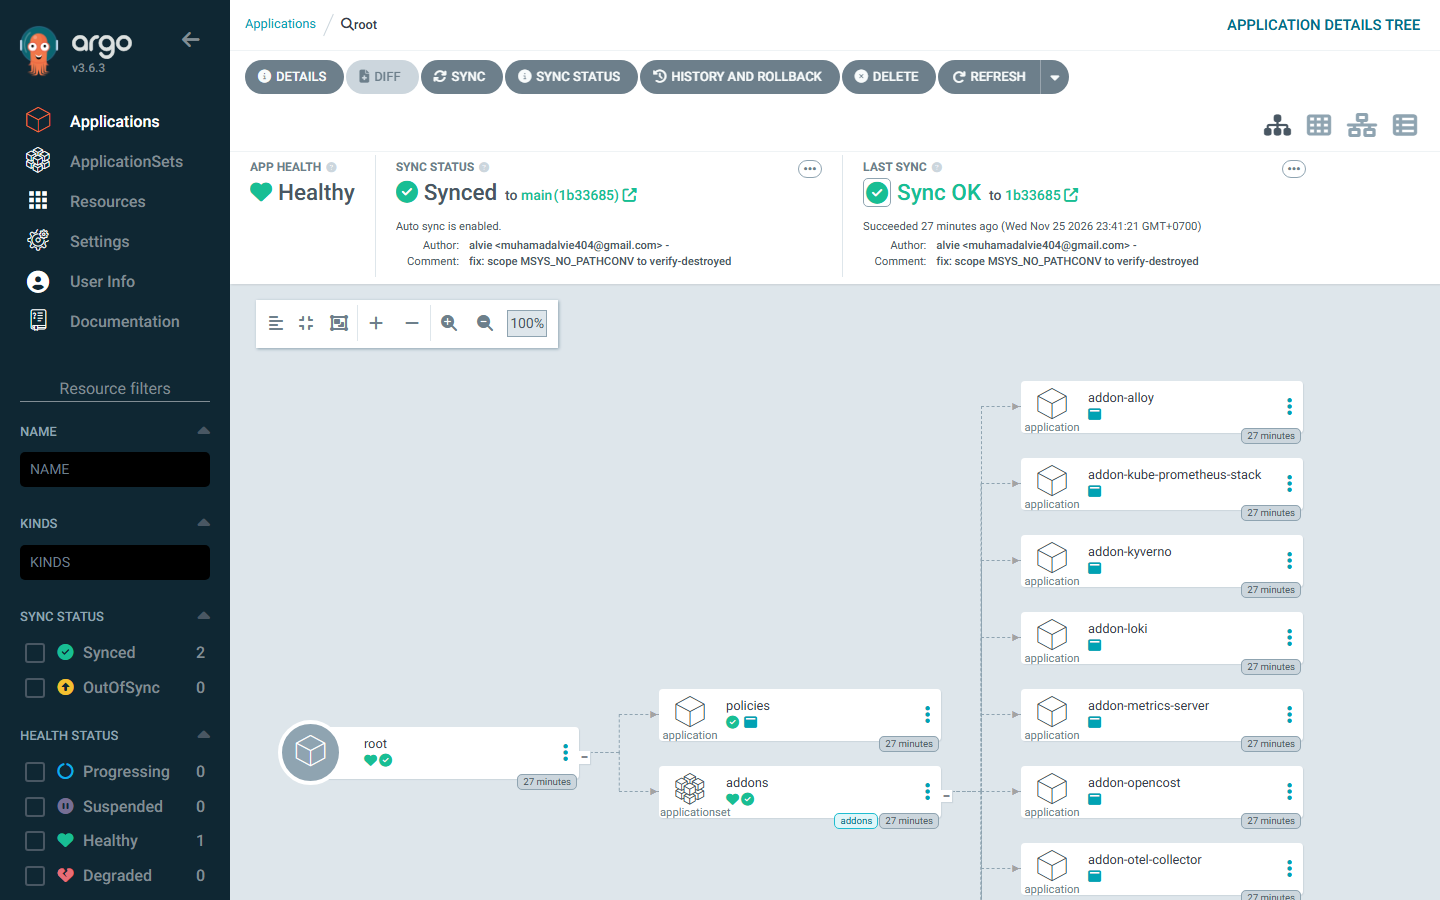 argo
v3.6.3
Applications
ApplicationSets
Resources
Settings
User Info
Documentation
Resource filters
NAME
NAME
KINDS
KINDS
SYNC STATUS
Synced 2
OutOfSync 0
HEALTH STATUS
Progressing 0
Suspended 0
Healthy 1
Degraded 0
Applications / root
APPLICATION DETAILS TREE
DETAILS DIFF SYNC SYNC STATUS HISTORY AND ROLLBACK DELETE REFRESH
APP HEALTH
Healthy
SYNC STATUS
Synced to main (1b33685)
Auto sync is enabled.
Author: alvie <muhamadalvie404@gmail.com> -
Comment: fix: scope MSYS_NO_PATHCONV to verify-destroyed
LAST SYNC
Sync OK to 1b33685
Succeeded 27 minutes ago (Wed Nov 25 2026 23:41:21 GMT+0700)
Author: alvie <muhamadalvie404@gmail.com> -
Comment: fix: scope MSYS_NO_PATHCONV to verify-destroyed
100%
root
27 minutes
policies
application
27 minutes
addons
applicationset
addons 27 minutes
addon-alloy
application
27 minutes
addon-kube-prometheus-stack
application
27 minutes
addon-kyverno
application
27 minutes
addon-loki
application
27 minutes
addon-metrics-server
application
27 minutes
addon-opencost
application
27 minutes
addon-otel-collector
application
27 minutes